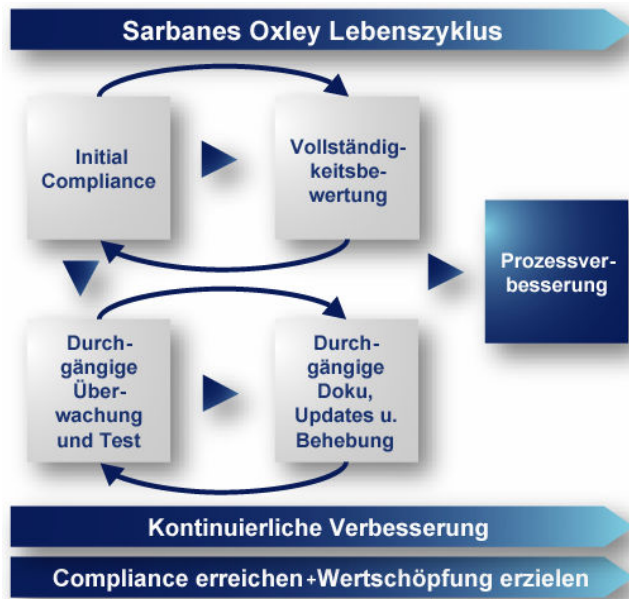 Sarbanes Oxley Lebenszyklus
Initial
Compliance
Vollständig-
keitsbe-
wertung
Prozessver-
besserung
Durch-
gängige
Über-
wachung
und Test
Durch-
gängige
Doku,
Updates u.
Behebung
Kontinuierliche Verbesserung
Compliance erreichen+Wertschöpfung erzielen